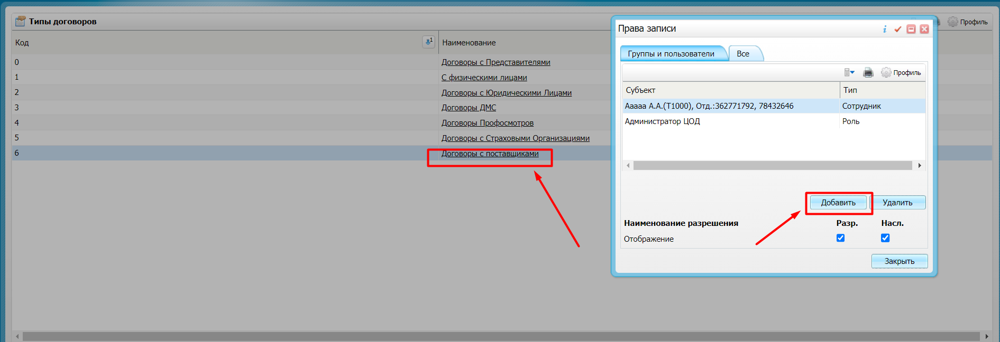 Типы договоров
Профиль
Код
1
Наименование
0
Договоры с Представителями
1
С физическими лицами
2
Договоры с Юридическими Лицами
3
Договоры ДМС
4
Договоры Профосмотров
5
Договоры с Страховыми Организациями
6
Договоры с поставщиками
Права записи
i
Группы и пользователи
Все
Профиль
Субъект
Тип
Ааааа А.А.(Т1000), Отд.:362771792, 78432646
Сотрудник
Администратор ЦОД
Роль
Добавить
Удалить
Наименование разрешения
Разр.
Насл.
Отображение
Закрыть